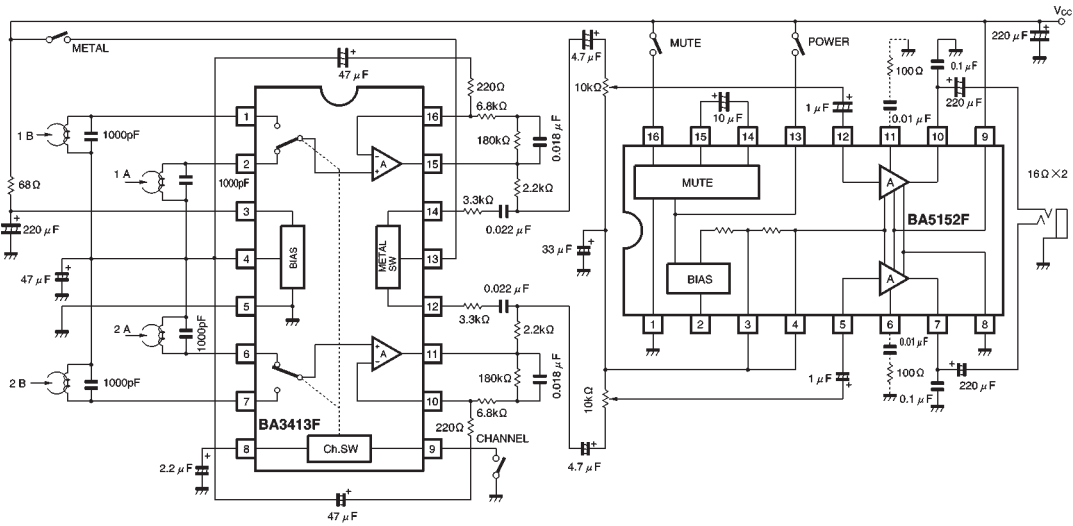 Vcc
METAL
MUTE
POWER
220 μF
47 μF
4.7 μF
100Ω
0.1 μF
220Ω
220 μF
10kΩ
6.8kΩ
1 μF
0.01 μF
10 μF
1
16
180kΩ
0.018 μF
1 B
1000pF
16
15
14
13
12
11
10
9
2
15
A
1 A
1000pF
2.2kΩ
16Ω×2
68Ω
MUTE
A
3.3kΩ
BA5152F
3
14
220 μF
0.022 μF
33 μF
4
BIAS
METAL SW
13
47 μF
BIAS
A
0.022 μF
5
12
3.3kΩ
2.2kΩ
2 A
1000pF
1
2
3
4
5
6
7
8
6
11
A
0.01 μF
180kΩ
0.018 μF
100Ω
2 B
1000pF
1 μF
220 μF
7
10
0.1 μF
10kΩ
6.8kΩ
BA3413F
220Ω
CHANNEL
8
Ch.SW
9
2.2 μF
4.7 μF
47 μF